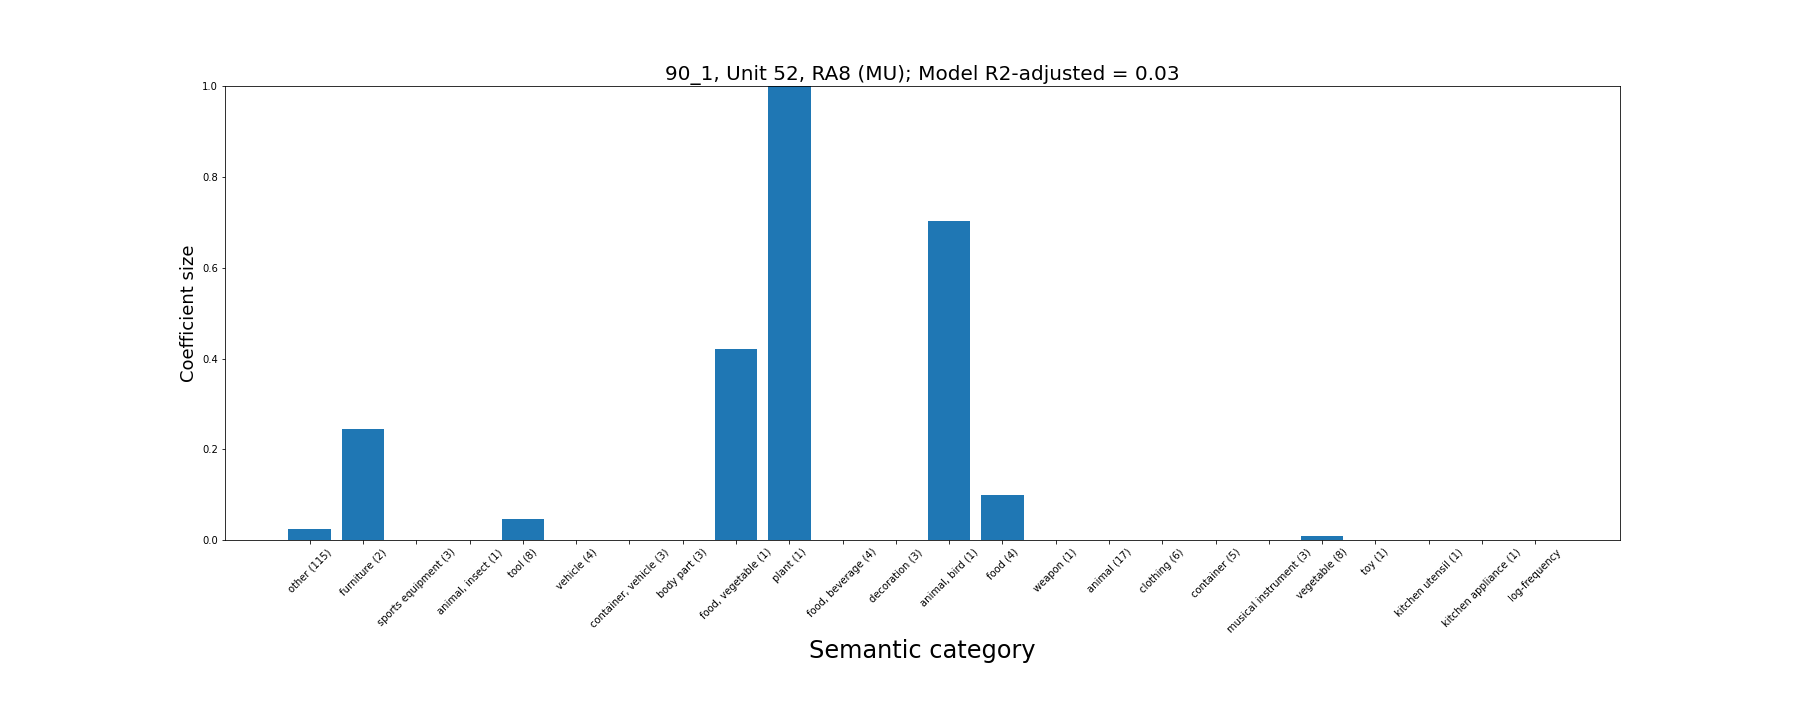 90_1, Unit 52, RA8 (MU); Model R2-adjusted = 0.03
1.0
0.8
0.6
0.4
0.2
0.0
Coefficient size
other (115)
furniture (2)
sports equipment (3)
animal, insect (1)
tool (8)
vehicle (4)
container, vehicle (3)
body part (3)
food, vegetable (1)
plant (1)
food, beverage (4)
decoration (3)
animal, bird (1)
food (4)
weapon (1)
animal (17)
clothing (6)
container (5)
musical instrument (3)
vegetable (8)
toy (1)
kitchen utensil (1)
kitchen appliance (1)
log-frequency
Semantic category